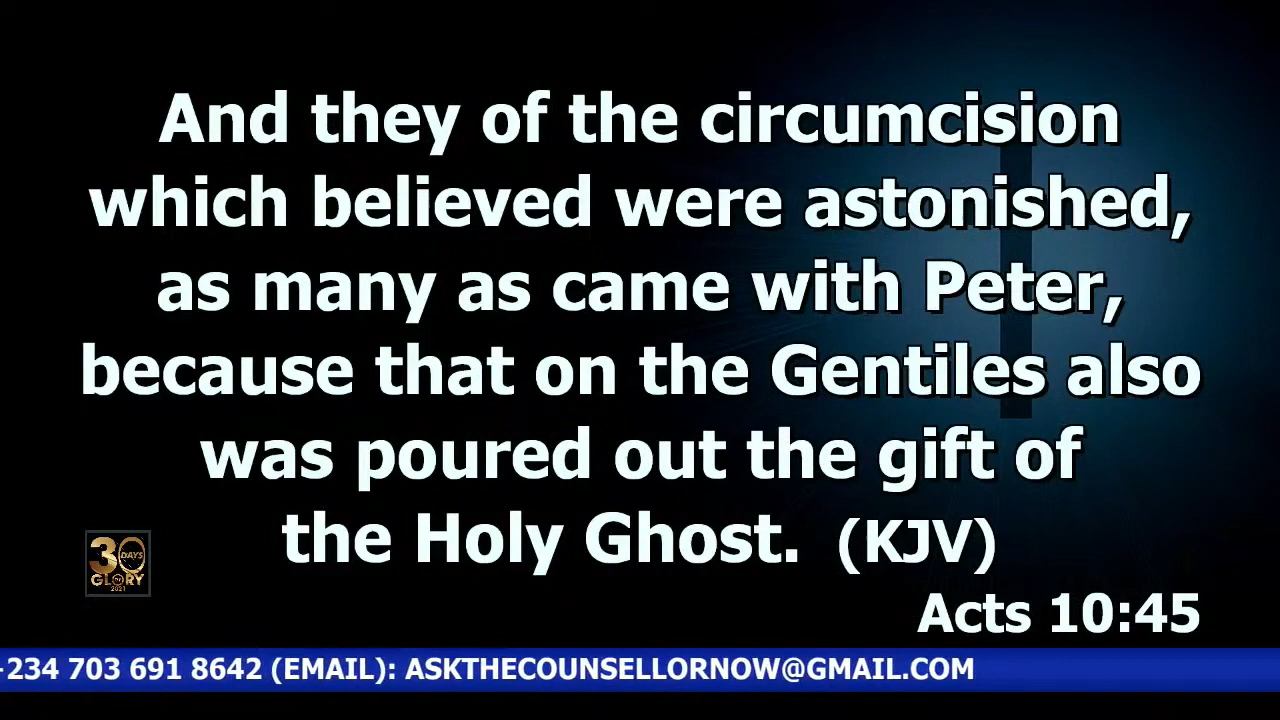 And they of the circumcision
which believed were astonished,
as many as came with Peter,
because that on the Gentiles also
was poured out the gift of
the Holy Ghost. (KJV)
Acts 10:45
30
DAYS
OF
GLORY
2021
-234 703 691 8642 (EMAIL): ASKTHECOUNSELLORNOW@GMAIL.COM